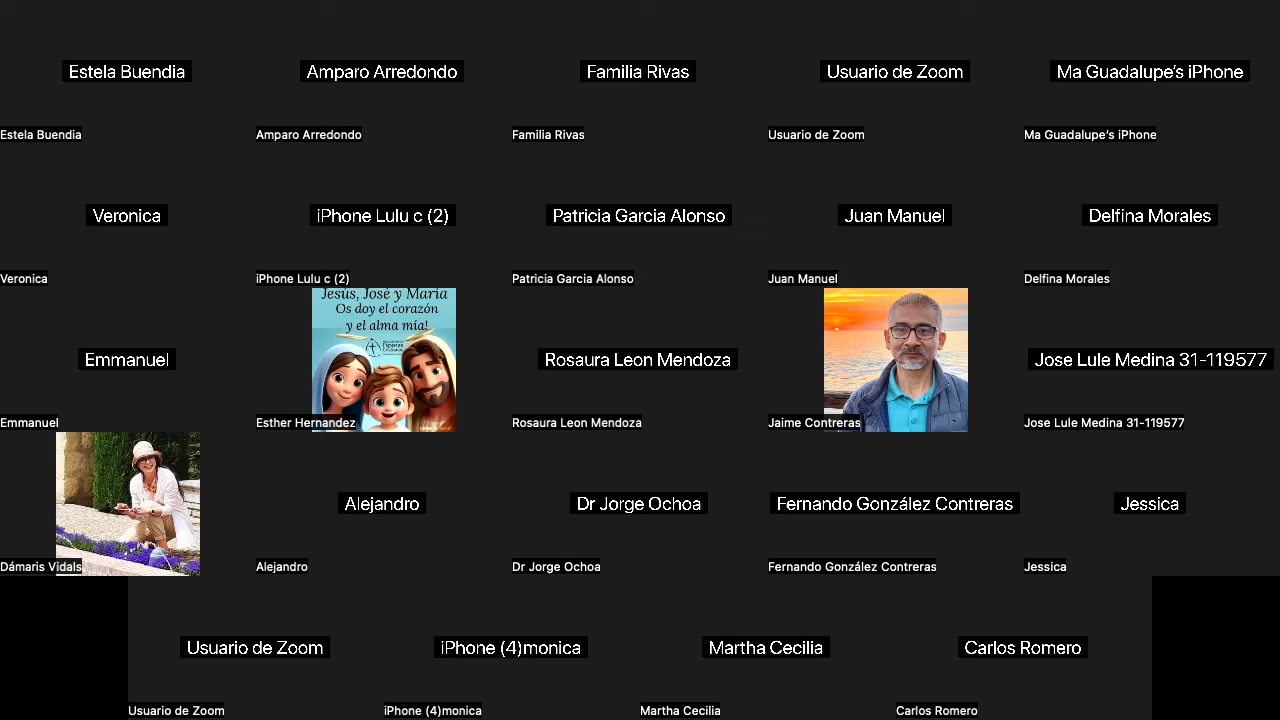 Estela Buendia
Amparo Arredondo
Familia Rivas
Usuario de Zoom
Ma Guadalupe's iPhone
Estela Buendia
Amparo Arredondo
Familia Rivas
Usuario de Zoom
Ma Guadalupe's iPhone
Veronica
iPhone Lulu c (2)
Patricia Garcia Alonso
Juan Manuel
Delfina Morales
Veronica
iPhone Lulu c (2)
Patricia Garcia Alonso
Juan Manuel
Delfina Morales
Jesús, José y María
Os doy el corazón
y el alma mía!
Emmanuel
Rosaura Leon Mendoza
Jose Lule Medina 31-119577
Emmanuel
Esther Hernandez
Rosaura Leon Mendoza
Jaime Contreras
Jose Lule Medina 31-119577
Alejandro
Dr Jorge Ochoa
Fernando González Contreras
Jessica
Dámaris Vidals
Alejandro
Dr Jorge Ochoa
Fernando González Contreras
Jessica
Usuario de Zoom
iPhone (4)monica
Martha Cecilia
Carlos Romero
Usuario de Zoom
iPhone (4)monica
Martha Cecilia
Carlos Romero